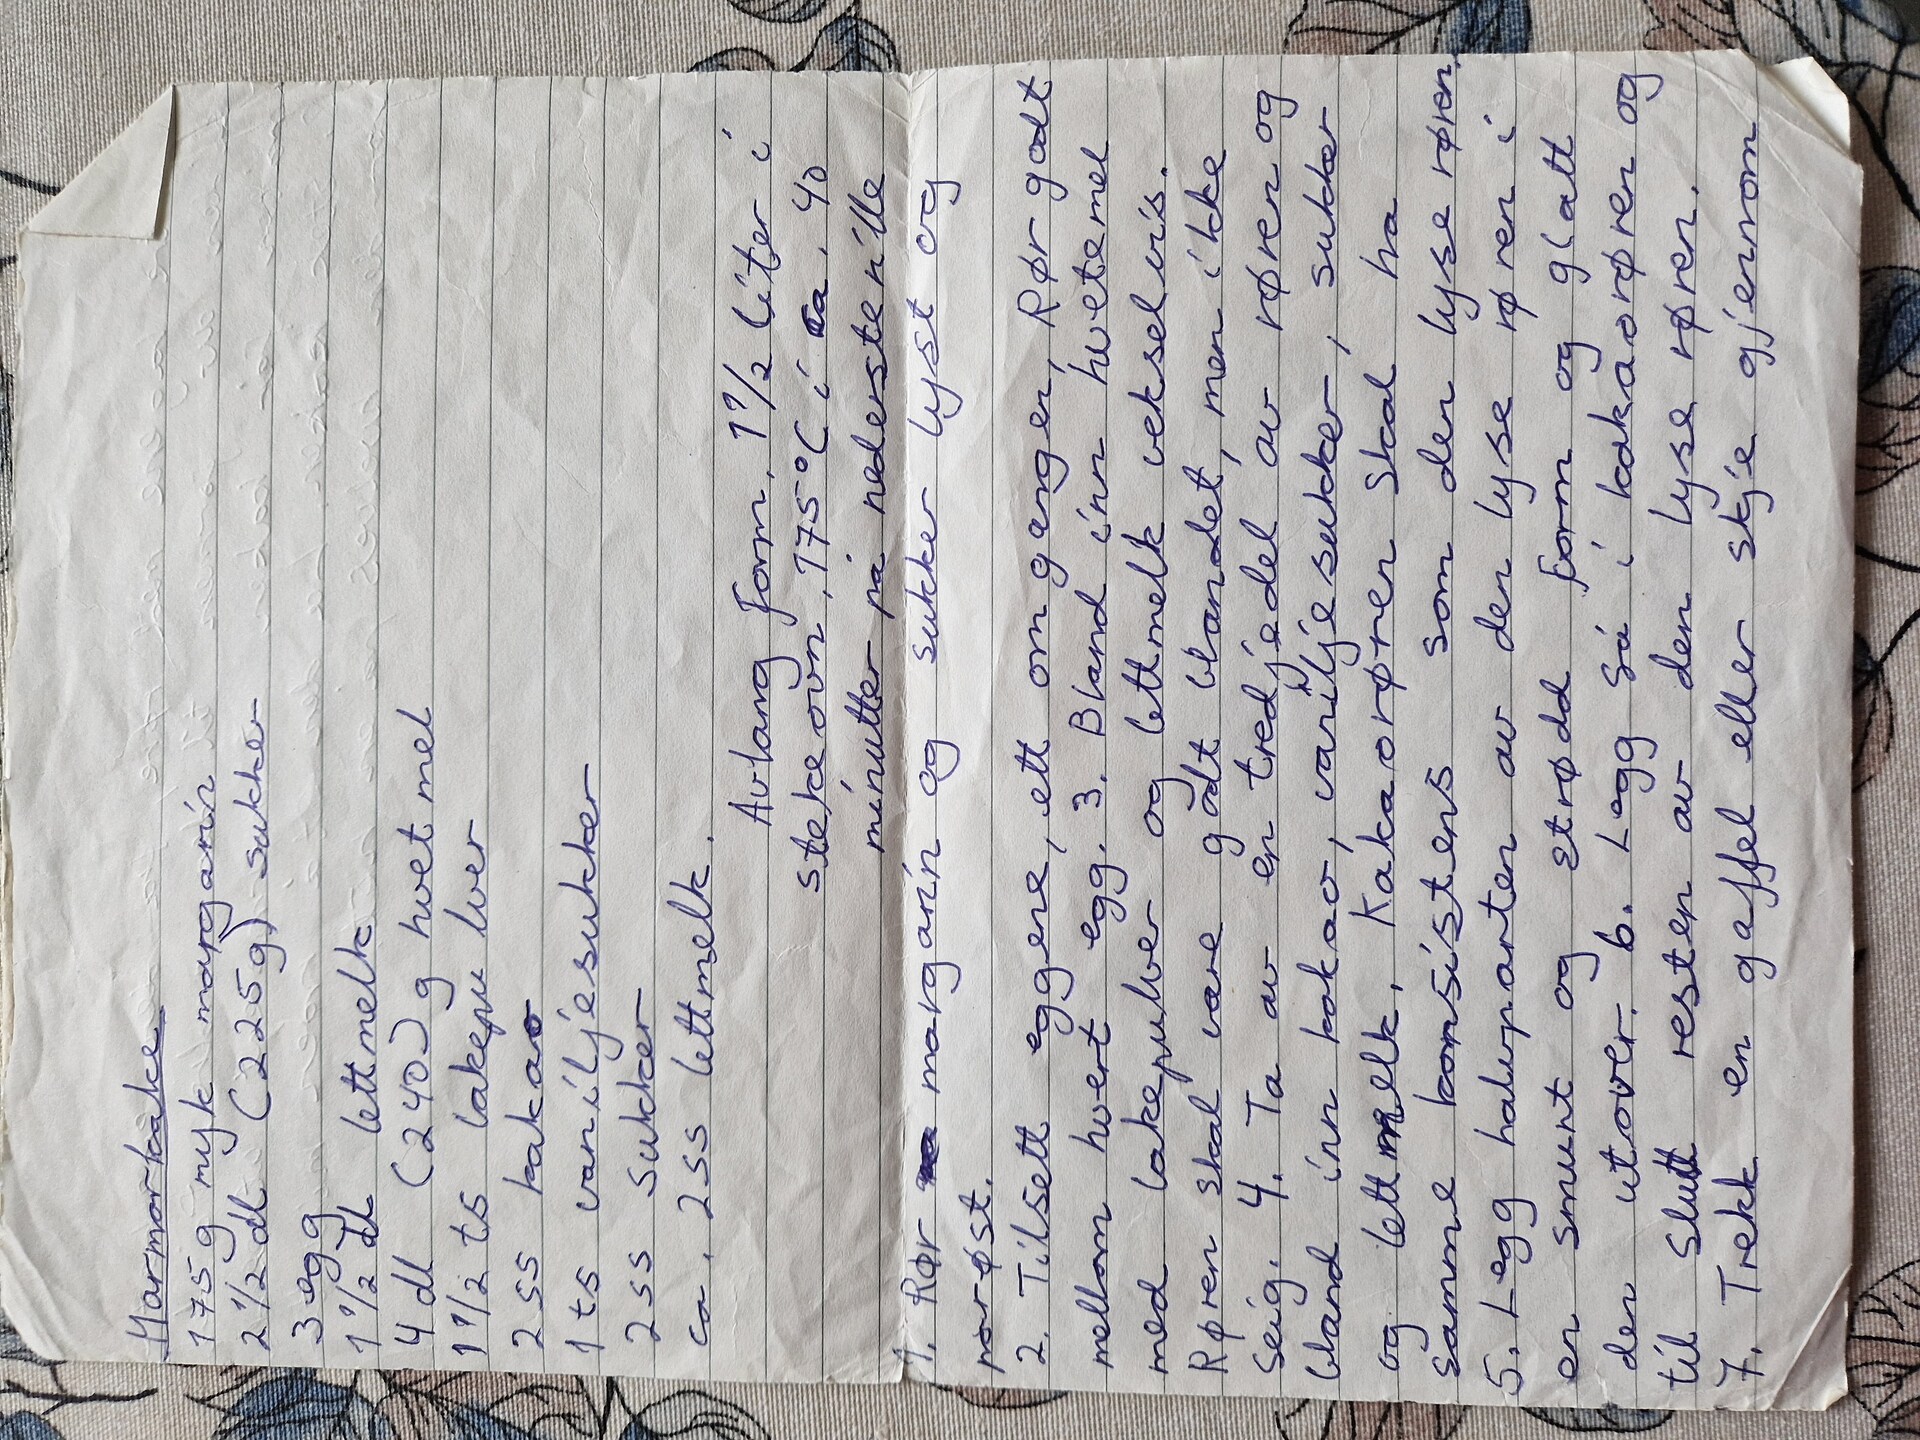 Marmorkake
175g myk margarin
2 1/2 dl (225g) sukker
3 egg
1 1/2 dl lettmelk
4 dl (240) g hvetmel
1 1/2 ts bakepulver
2 ss kakao
1 ts vaniljesukker
2 ss sukker
ca. 2 ss lettmelk.
Avlang form, 1 1/2 liter i
stekeovn, 175°C i ca. 40
minutter på nederste rille
1. Rør margarin og sukker lyst og
porøst.
2. Tilsett eggene, ett om gangen, Rør godt
mellom hvert egg. 3. Bland inn hvetemel
med bakepulver og lettmelk vekselvis.
Røren skal være godt blandet, men ikke
seig. 4. Ta av en tredjedel av røren og
bland inn kakao, vaniljesukker, sukker
og lettmelk. Kakaorøren skal ha
samme konsistens som den lyse røren.
5. Legg halvparten av den lyse røren i
en smurt og strødd form og glatt
den utover. 6. Legg så i kakaorøren og
til slutt resten av den lyse røren.
7. Trekk en gaffel eller skje gjennom